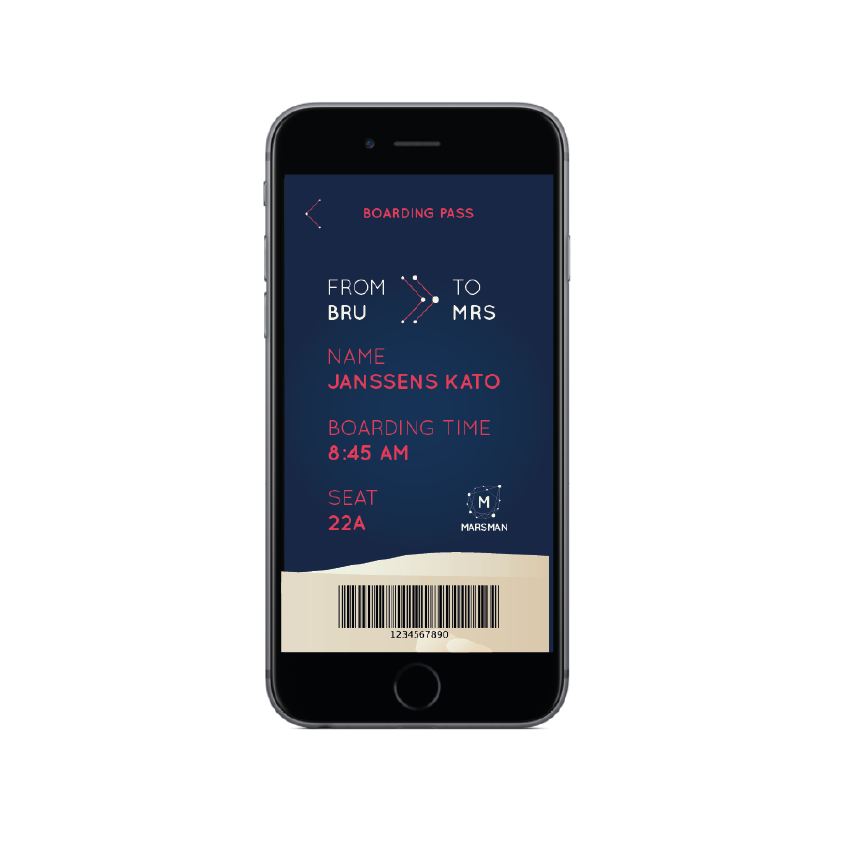 BOARDING PASS
FROM TO
BRU MRS
NAME
JANSSENS KATO
BOARDING TIME
8:45 AM
SEAT
22A
M
MARSMAN
1234567890